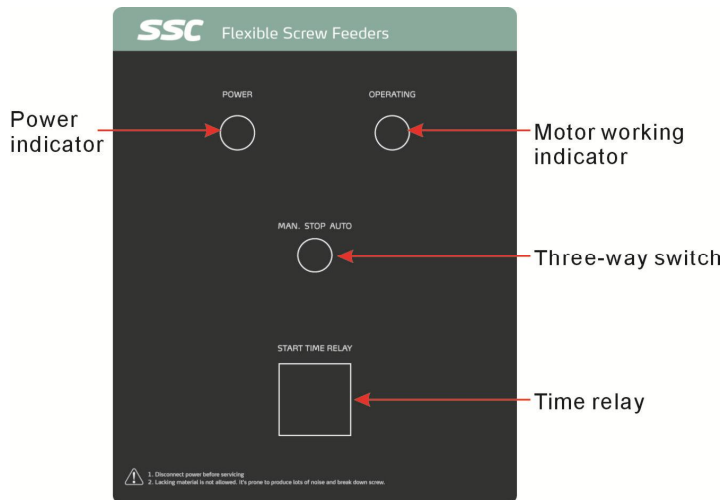 SSC Flexible Screw Feeders
POWER OPERATING
Power
indicator
Motor working
indicator
MAN. STOP AUTO
Three-way switch
START TIME RELAY
Time relay
1. Disconnect power before servicing
2. Lacking material is not allowed. It's prone to produce lots of noise and break down screw.